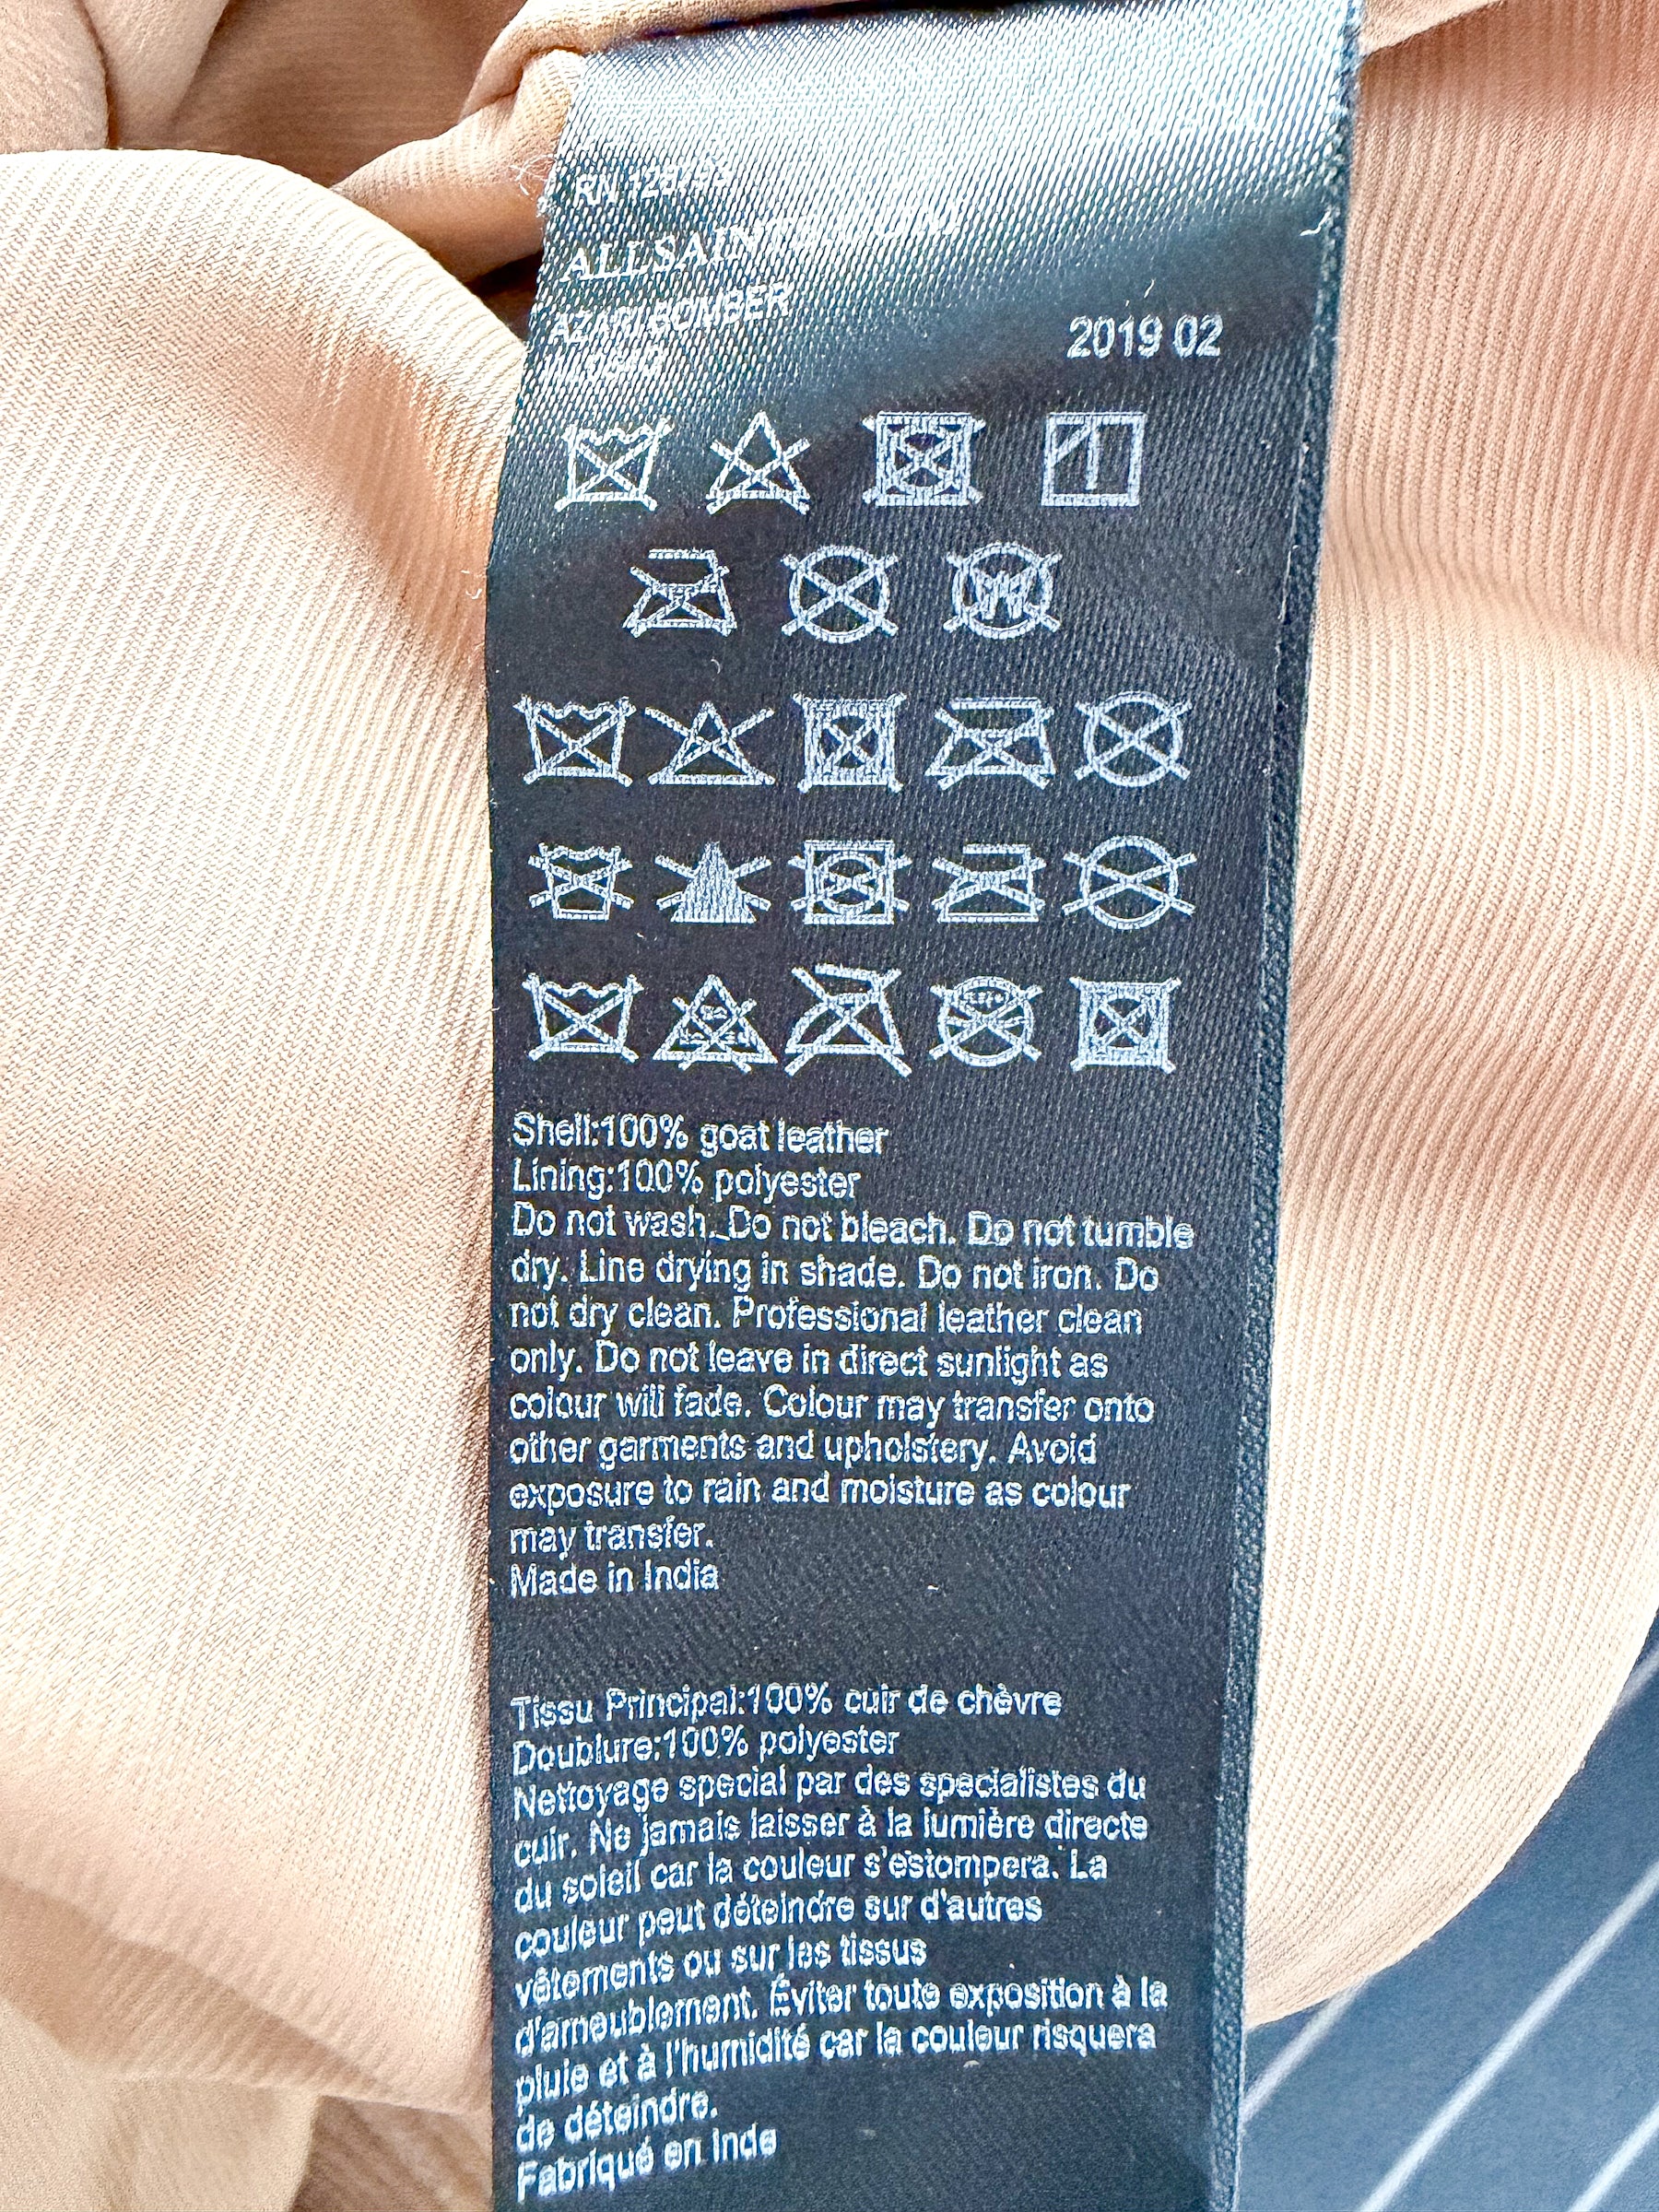 ALLSAINTS
BOMBER
2019 02
Shell:100% goat leather
Lining:100% polyester
Do not wash. Do not bleach. Do not tumble
dry. Line drying in shade. Do not iron. Do
not dry clean. Professional leather clean
only. Do not leave in direct sunlight as
colour will fade. Colour may transfer onto
other garments and upholstery. Avoid
exposure to rain and moisture as colour
may transfer.
Made in India
Tissu Principal:100% cuir de chèvre
Doublure:100% polyester
Nettoyage special par des specialistes du
cuir. Ne jamais laisser à la lumière directe
du soleil car la couleur s'estompera. La
couleur peut déteindre sur d'autres
vêtements ou sur les tissus
d'ameublement. Éviter toute exposition à la
pluie et à l'humidité car la couleur risquera
de déteindre.
Fabriqué en Inde